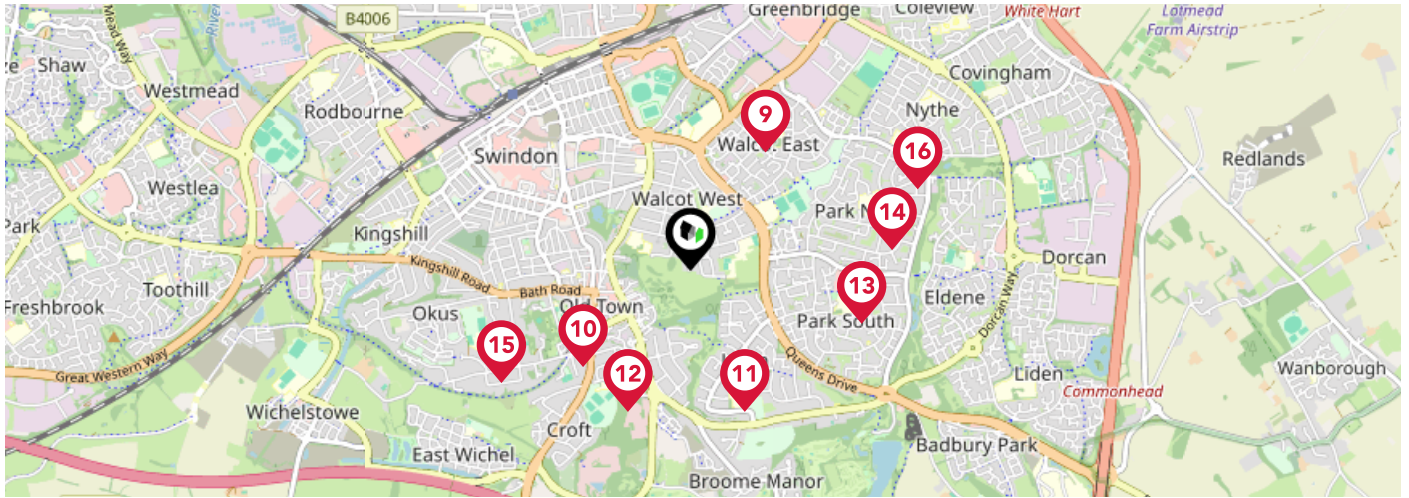 B4006
Mead Way
River
Greenbridge
Coleview
White Hart
Lotmead
Farm Airstrip
Shaw
Westmead
Rodbourne
Covingham
Nythe
9
Swindon
Walcot East
16
Redlands
Westlea
Walcot West
Park
14
Park N
Kingshill
Kingshill Road
Bath Road
Old Town
Dorcan
Toothill
Freshbrook
Okus
13
Park South
Eldene
Dorcan Way
10
15
12
11
Queens Drive
Great Western Way
Liden
Commonhead
Wanborough
Wichelstowe
Croft
East Wichel
Badbury Park
Broome Manor